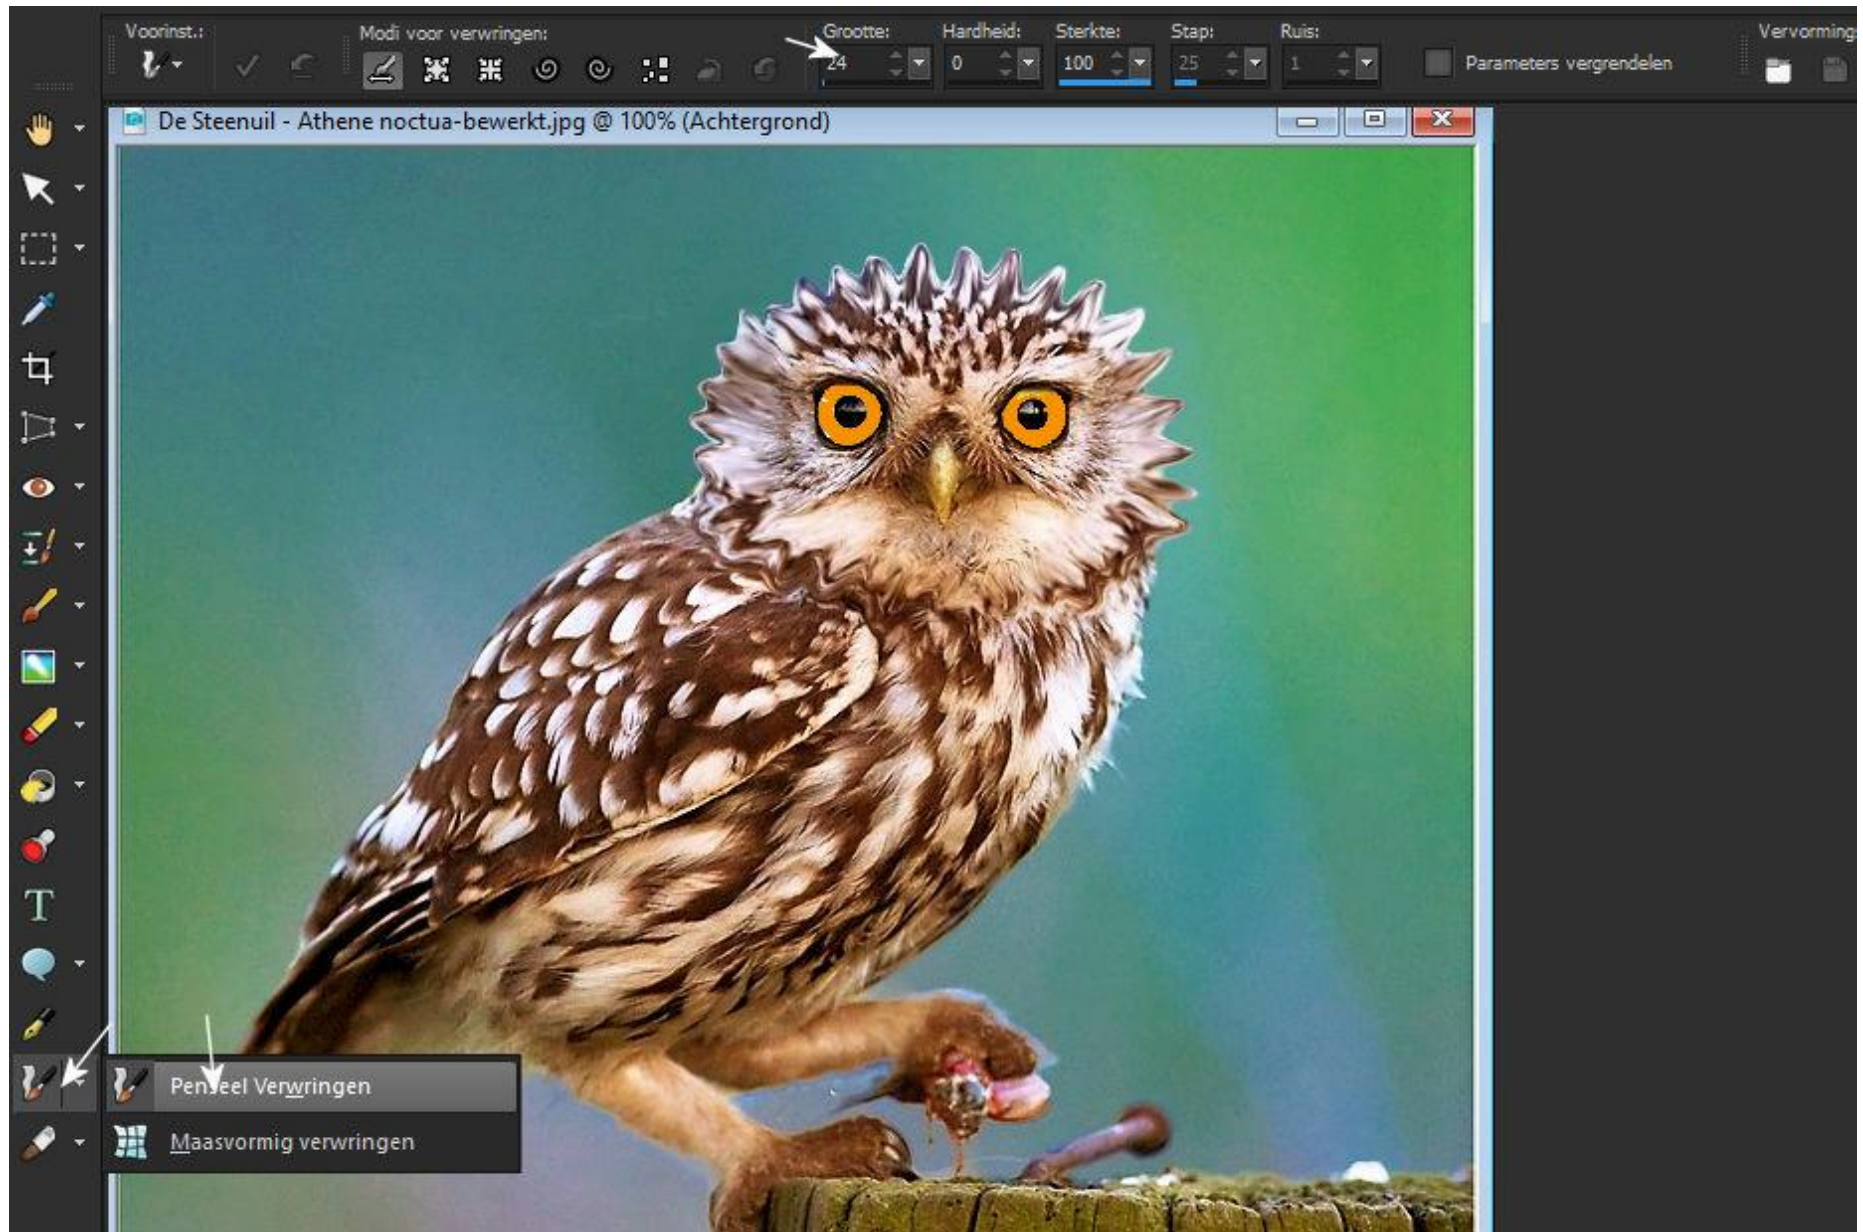 Voorinst.:
Modi voor verwringen:
Grootte:
Hardheid:
Sterkte:
Stap:
Ruis:
Vervorming
24
0
100
25
1
Parameters vergrendelen
De Steenuil - Athene noctua-bewerkt.jpg @ 100% (Achtergrond)
T
Penseel Verwringen
Maasvormig verwringen